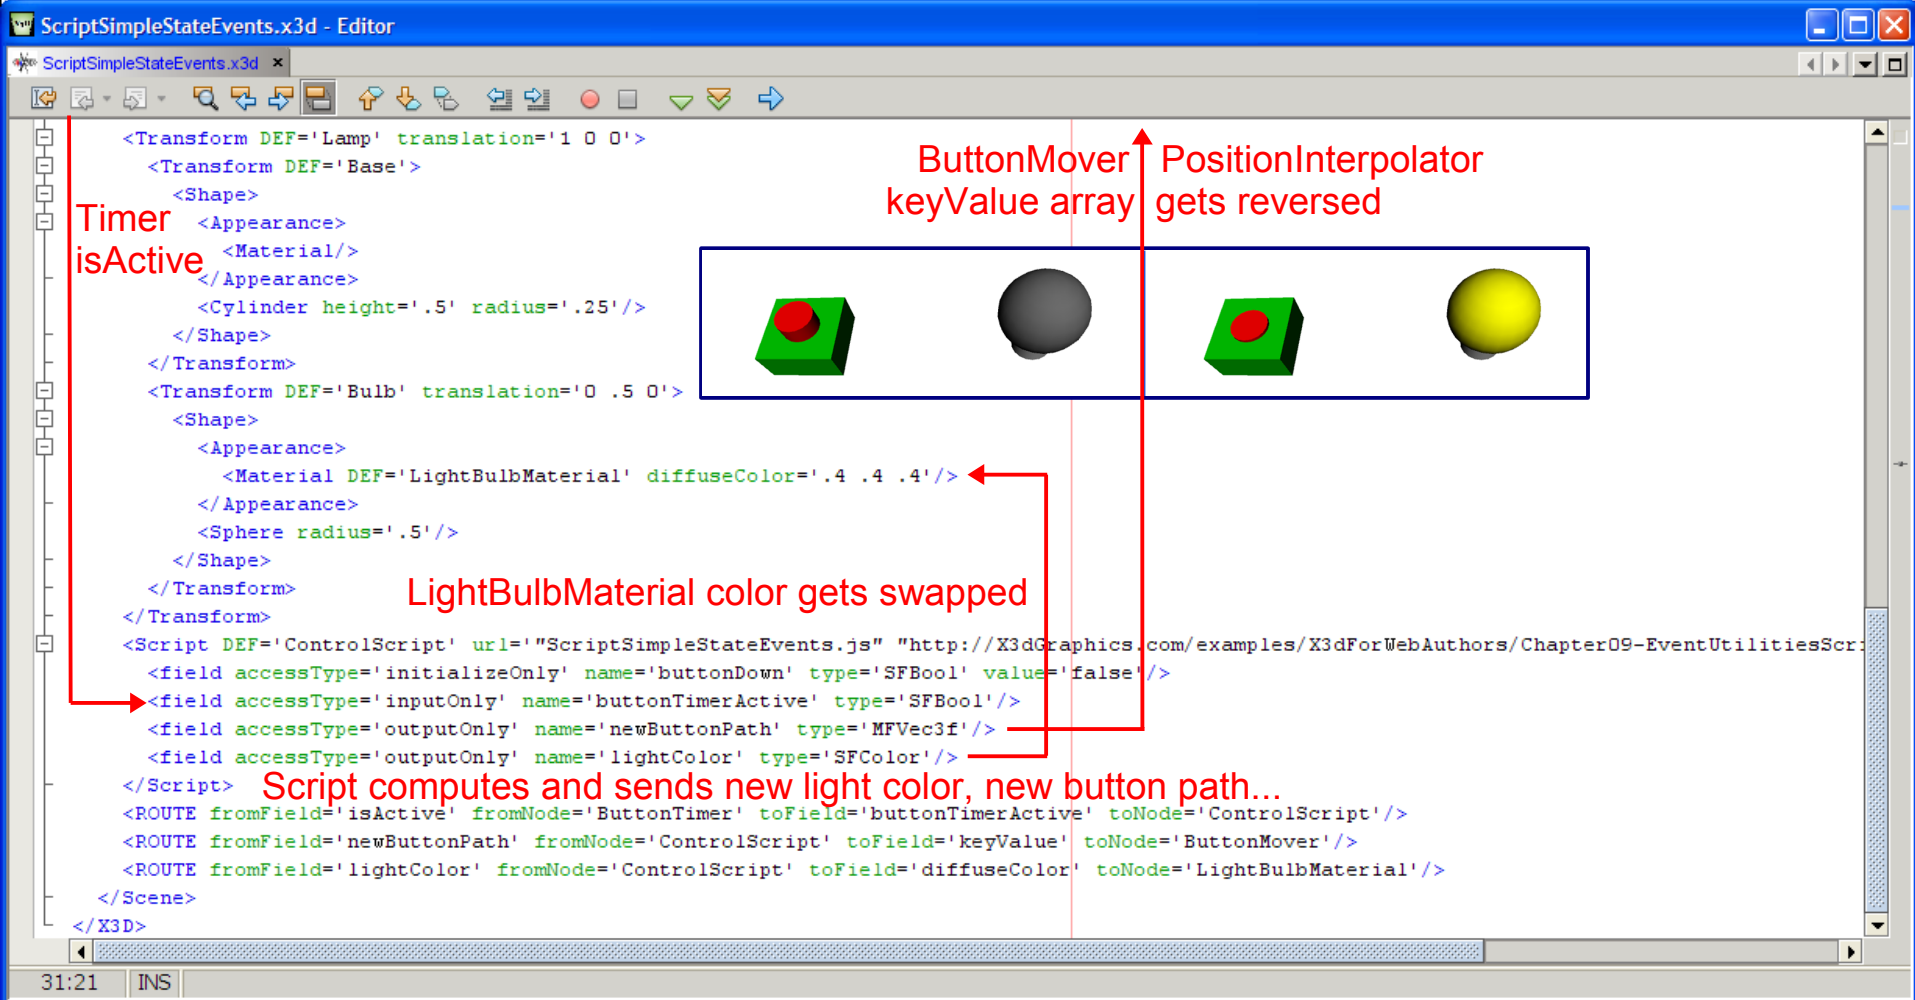 ScriptSimpleStateEvents.x3d - Editor
ScriptSimpleStateEvents.x3d
<Transform DEF='Lamp' translation='1 0 0'>
<Transform DEF='Base'>
<Shape>
<Appearance>
<Material/>
</Appearance>
<Cylinder height='.5' radius='.25'/>
</Shape>
</Transform>
<Transform DEF='Bulb' translation='0 .5 0'>
<Shape>
<Appearance>
<Material DEF='LightBulbMaterial' diffuseColor='.4 .4 .4'/>
</Appearance>
<Sphere radius='.5'/>
</Shape>
</Transform>
</Transform>
<Script DEF='ControlScript' url='"ScriptSimpleStateEvents.js" "http://X3dGraphics.com/examples/X3dForWebAuthors/Chapter09-EventUtilitiesScri
<field accessType='initializeOnly' name='buttonDown' type='SFBool' value='false'/>
<field accessType='inputOnly' name='buttonTimerActive' type='SFBool'/>
<field accessType='outputOnly' name='newButtonPath' type='MFVec3f'/>
<field accessType='outputOnly' name='lightColor' type='SFColor'/>
</Script>
<ROUTE fromField='isActive' fromNode='ButtonTimer' toField='buttonTimerActive' toNode='ControlScript'/>
<ROUTE fromField='newButtonPath' fromNode='ControlScript' toField='keyValue' toNode='ButtonMover'/>
<ROUTE fromField='lightColor' fromNode='ControlScript' toField='diffuseColor' toNode='LightBulbMaterial'/>
</Scene>
</X3D>
Timer
isActive
ButtonMover PositionInterpolator
keyValue array gets reversed
LightBulbMaterial color gets swapped
Script computes and sends new light color, new button path...
31:21 INS